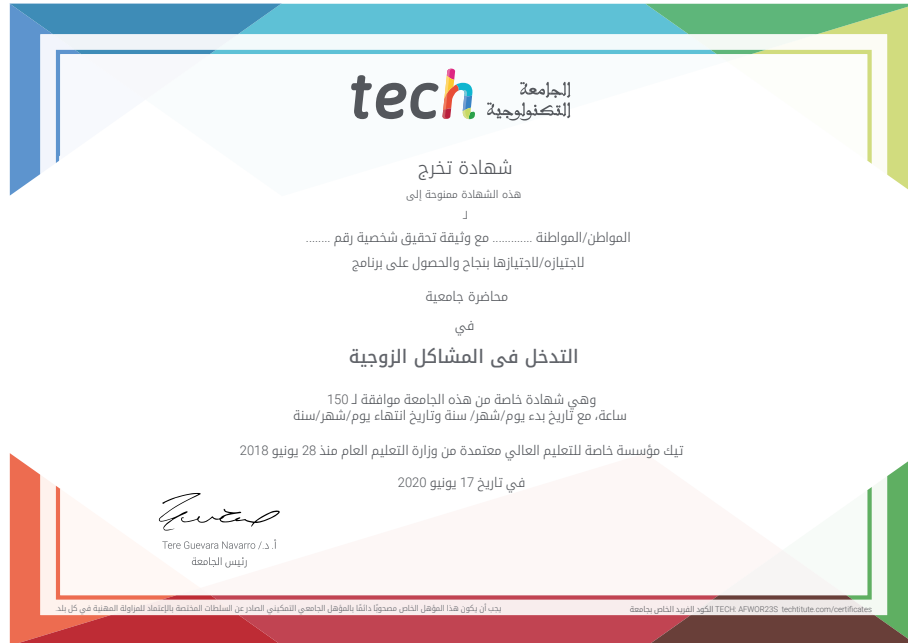 tech الجامعة
التكنولوجية
شهادة تخرج
هذه الشهادة ممنوحة إلى
لـ
المواطن/المواطنة ............. مع وثيقة تحقيق شخصية رقم ........
لاجتيازه/لاجتيازها بنجاح والحصول على برنامج
محاضرة جامعية
في
التدخل في المشاكل الزوجية
وهي شهادة خاصة من هذه الجامعة موافقة لـ 150
ساعة، مع تاريخ بدء يوم/شهر/ سنة وتاريخ انتهاء يوم/شهر/سنة
تيك مؤسسة خاصة للتعليم العالي معتمدة من وزارة التعليم العام منذ 28 يونيو 2018
في تاريخ 17 يونيو 2020
أ. د./ Tere Guevara Navarro
رئيس الجامعة
الكود الفريد الخاص بجامعة TECH: AFWOR23S techtitute.com/certificates
يجب أن يكون هذا المؤهل الخاص مصحوبًا دائمًا بالمؤهل الجامعي التمكيني الصادر عن السلطات المختصة بالإعتماد للمزاولة المهنية في كل بلد.